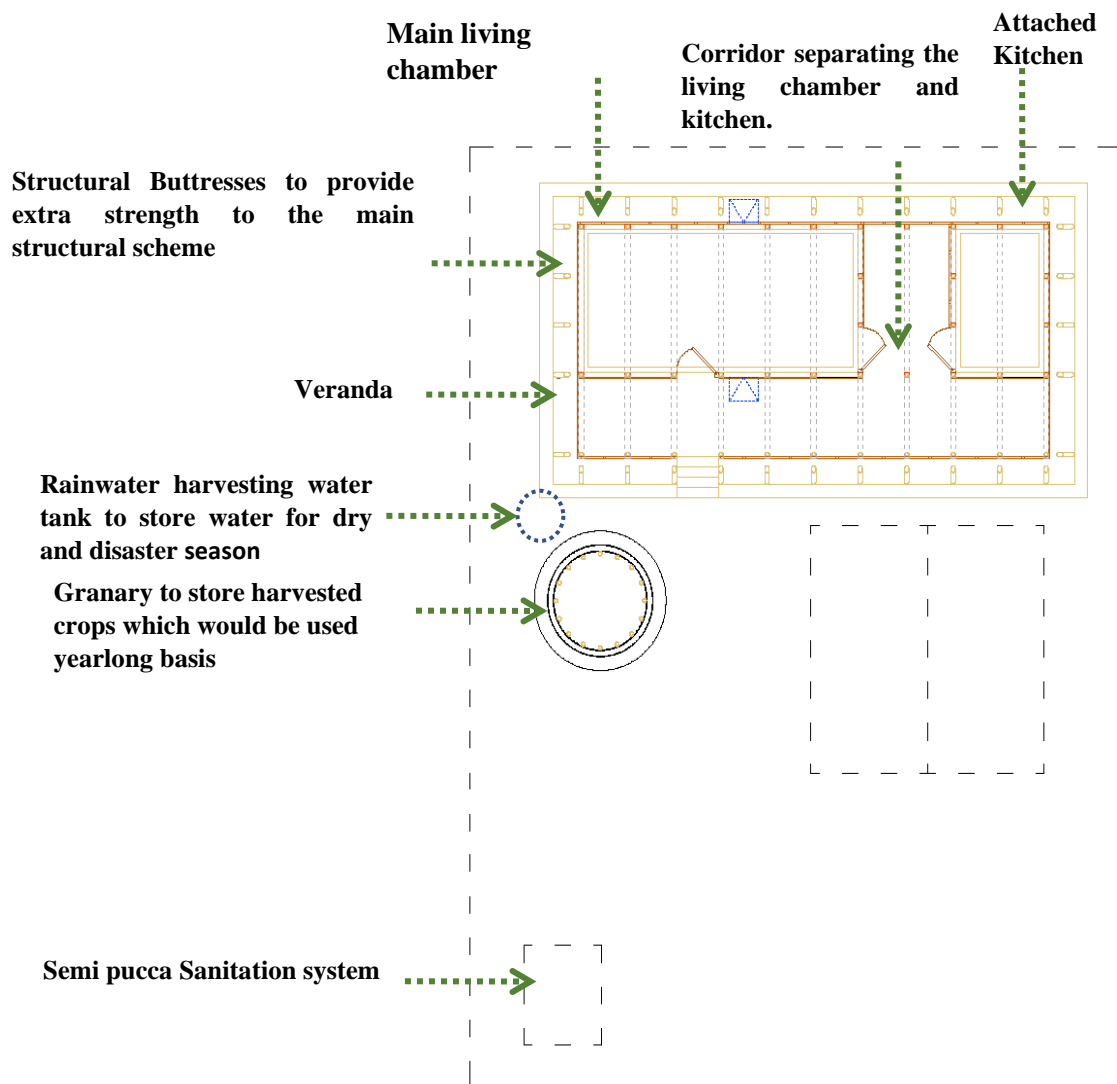 Main living
chamber
Corridor separating the
living chamber and
kitchen.
Attached
Kitchen
Structural Buttresses to provide
extra strength to the main
structural scheme
Veranda
Rainwater harvesting water
tank to store water for dry
and disaster season
Granary to store harvested
crops which would be used
yearlong basis
Semi pucca Sanitation system